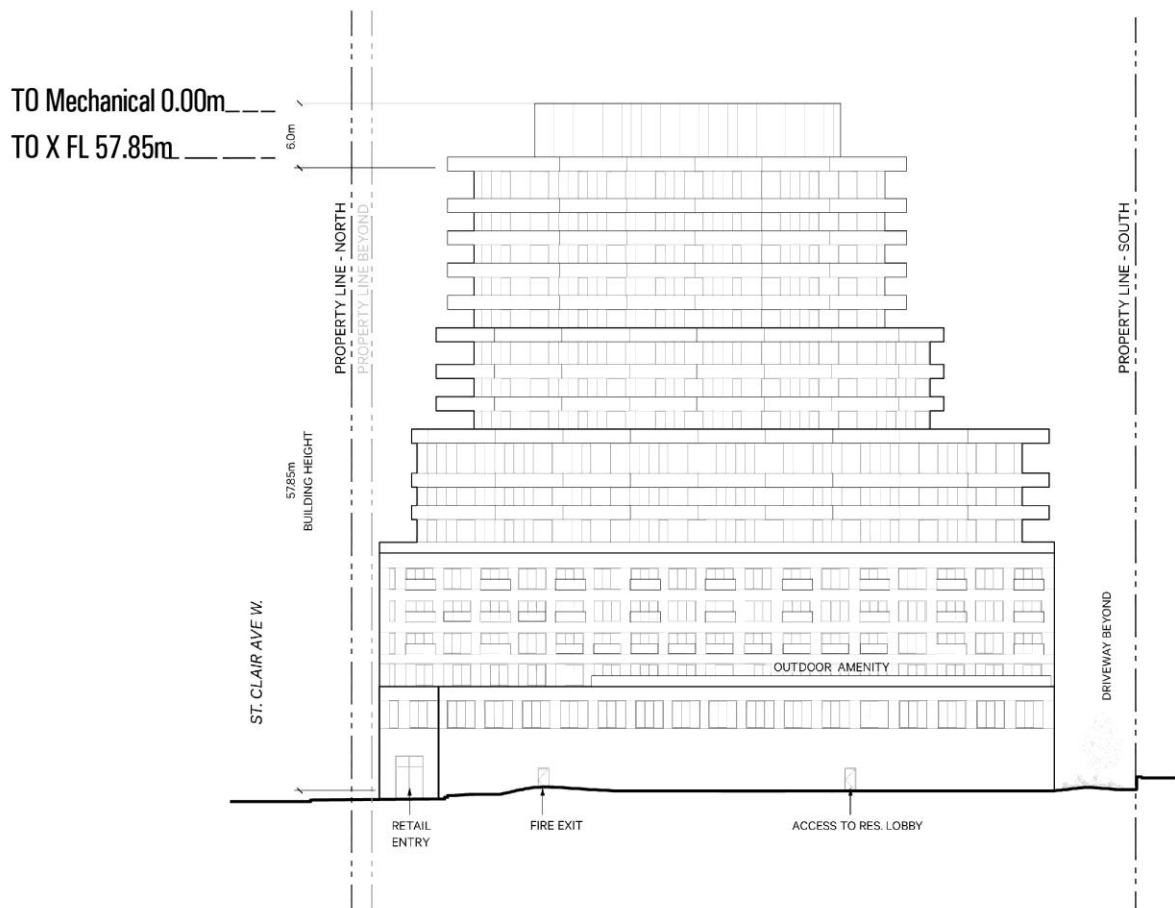 TO Mechanical 0.00m
TO X FL 57.85m
6.0m
PROPERTY LINE - NORTH
PROPERTY LINE BEYOND
PROPERTY LINE - SOUTH
57.85m
BUILDING HEIGHT
ST. CLAIR AVE W.
OUTDOOR AMENITY
DRIVEWAY BEYOND
RETAIL
ENTRY
FIRE EXIT
ACCESS TO RES. LOBBY